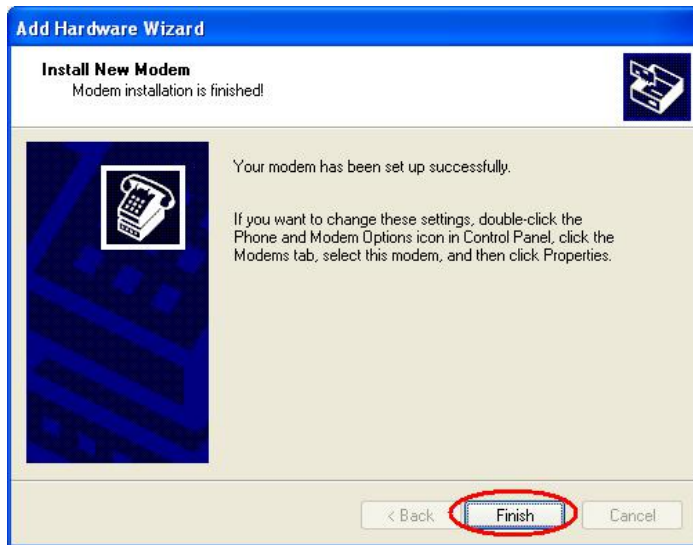 Add Hardware Wizard
Install New Modem
Modem installation is finished!
Your modem has been set up successfully.
If you want to change these settings, double-click the
Phone and Modem Options icon in Control Panel, click the
Modems tab, select this modem, and then click Properties.
< Back Finish Cancel